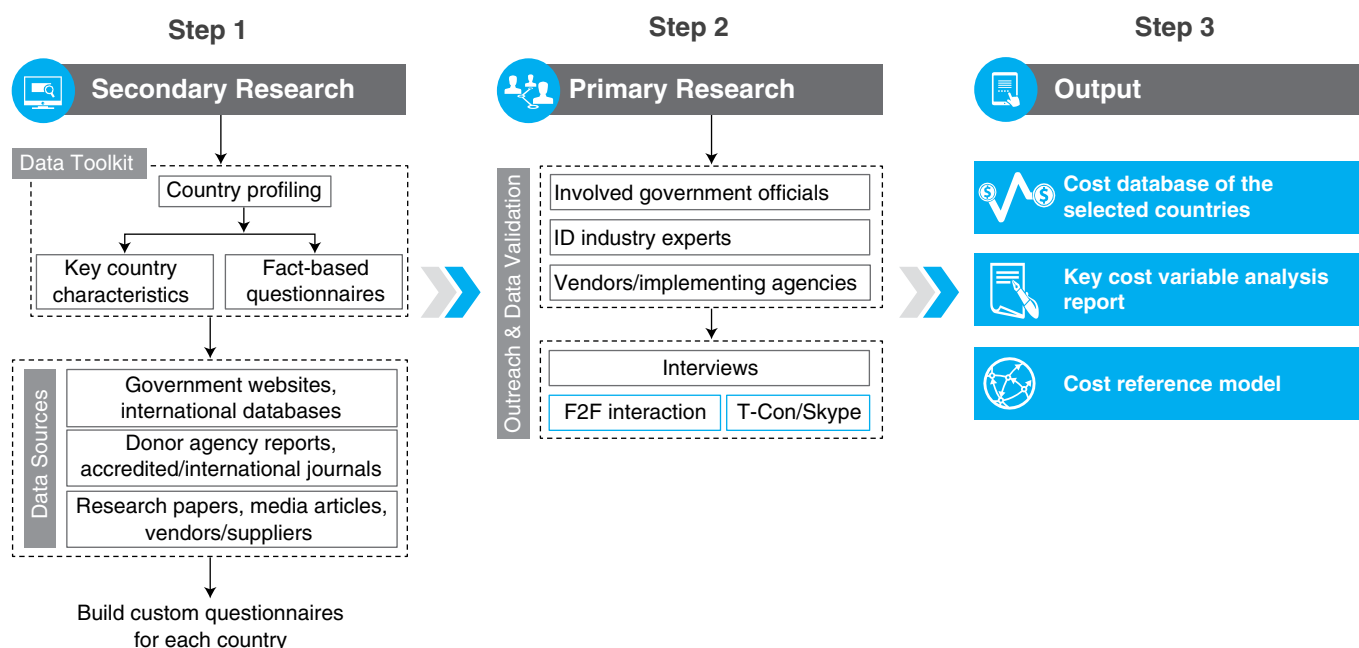 Step 1
Secondary Research
Data Toolkit
Country profiling
Key country
characteristics
Fact-based
questionnaires
Data Sources
Government websites,
international databases
Donor agency reports,
accredited/international journals
Research papers, media articles,
vendors/suppliers
Build custom questionnaires
for each country
Step 2
Primary Research
Outreach & Data Validation
Involved government officials
ID industry experts
Vendors/implementing agencies
Interviews
F2F interaction
T-Con/Skype
Step 3
Output
$
$
Cost database of the
selected countries
Key cost variable analysis
report
Cost reference model